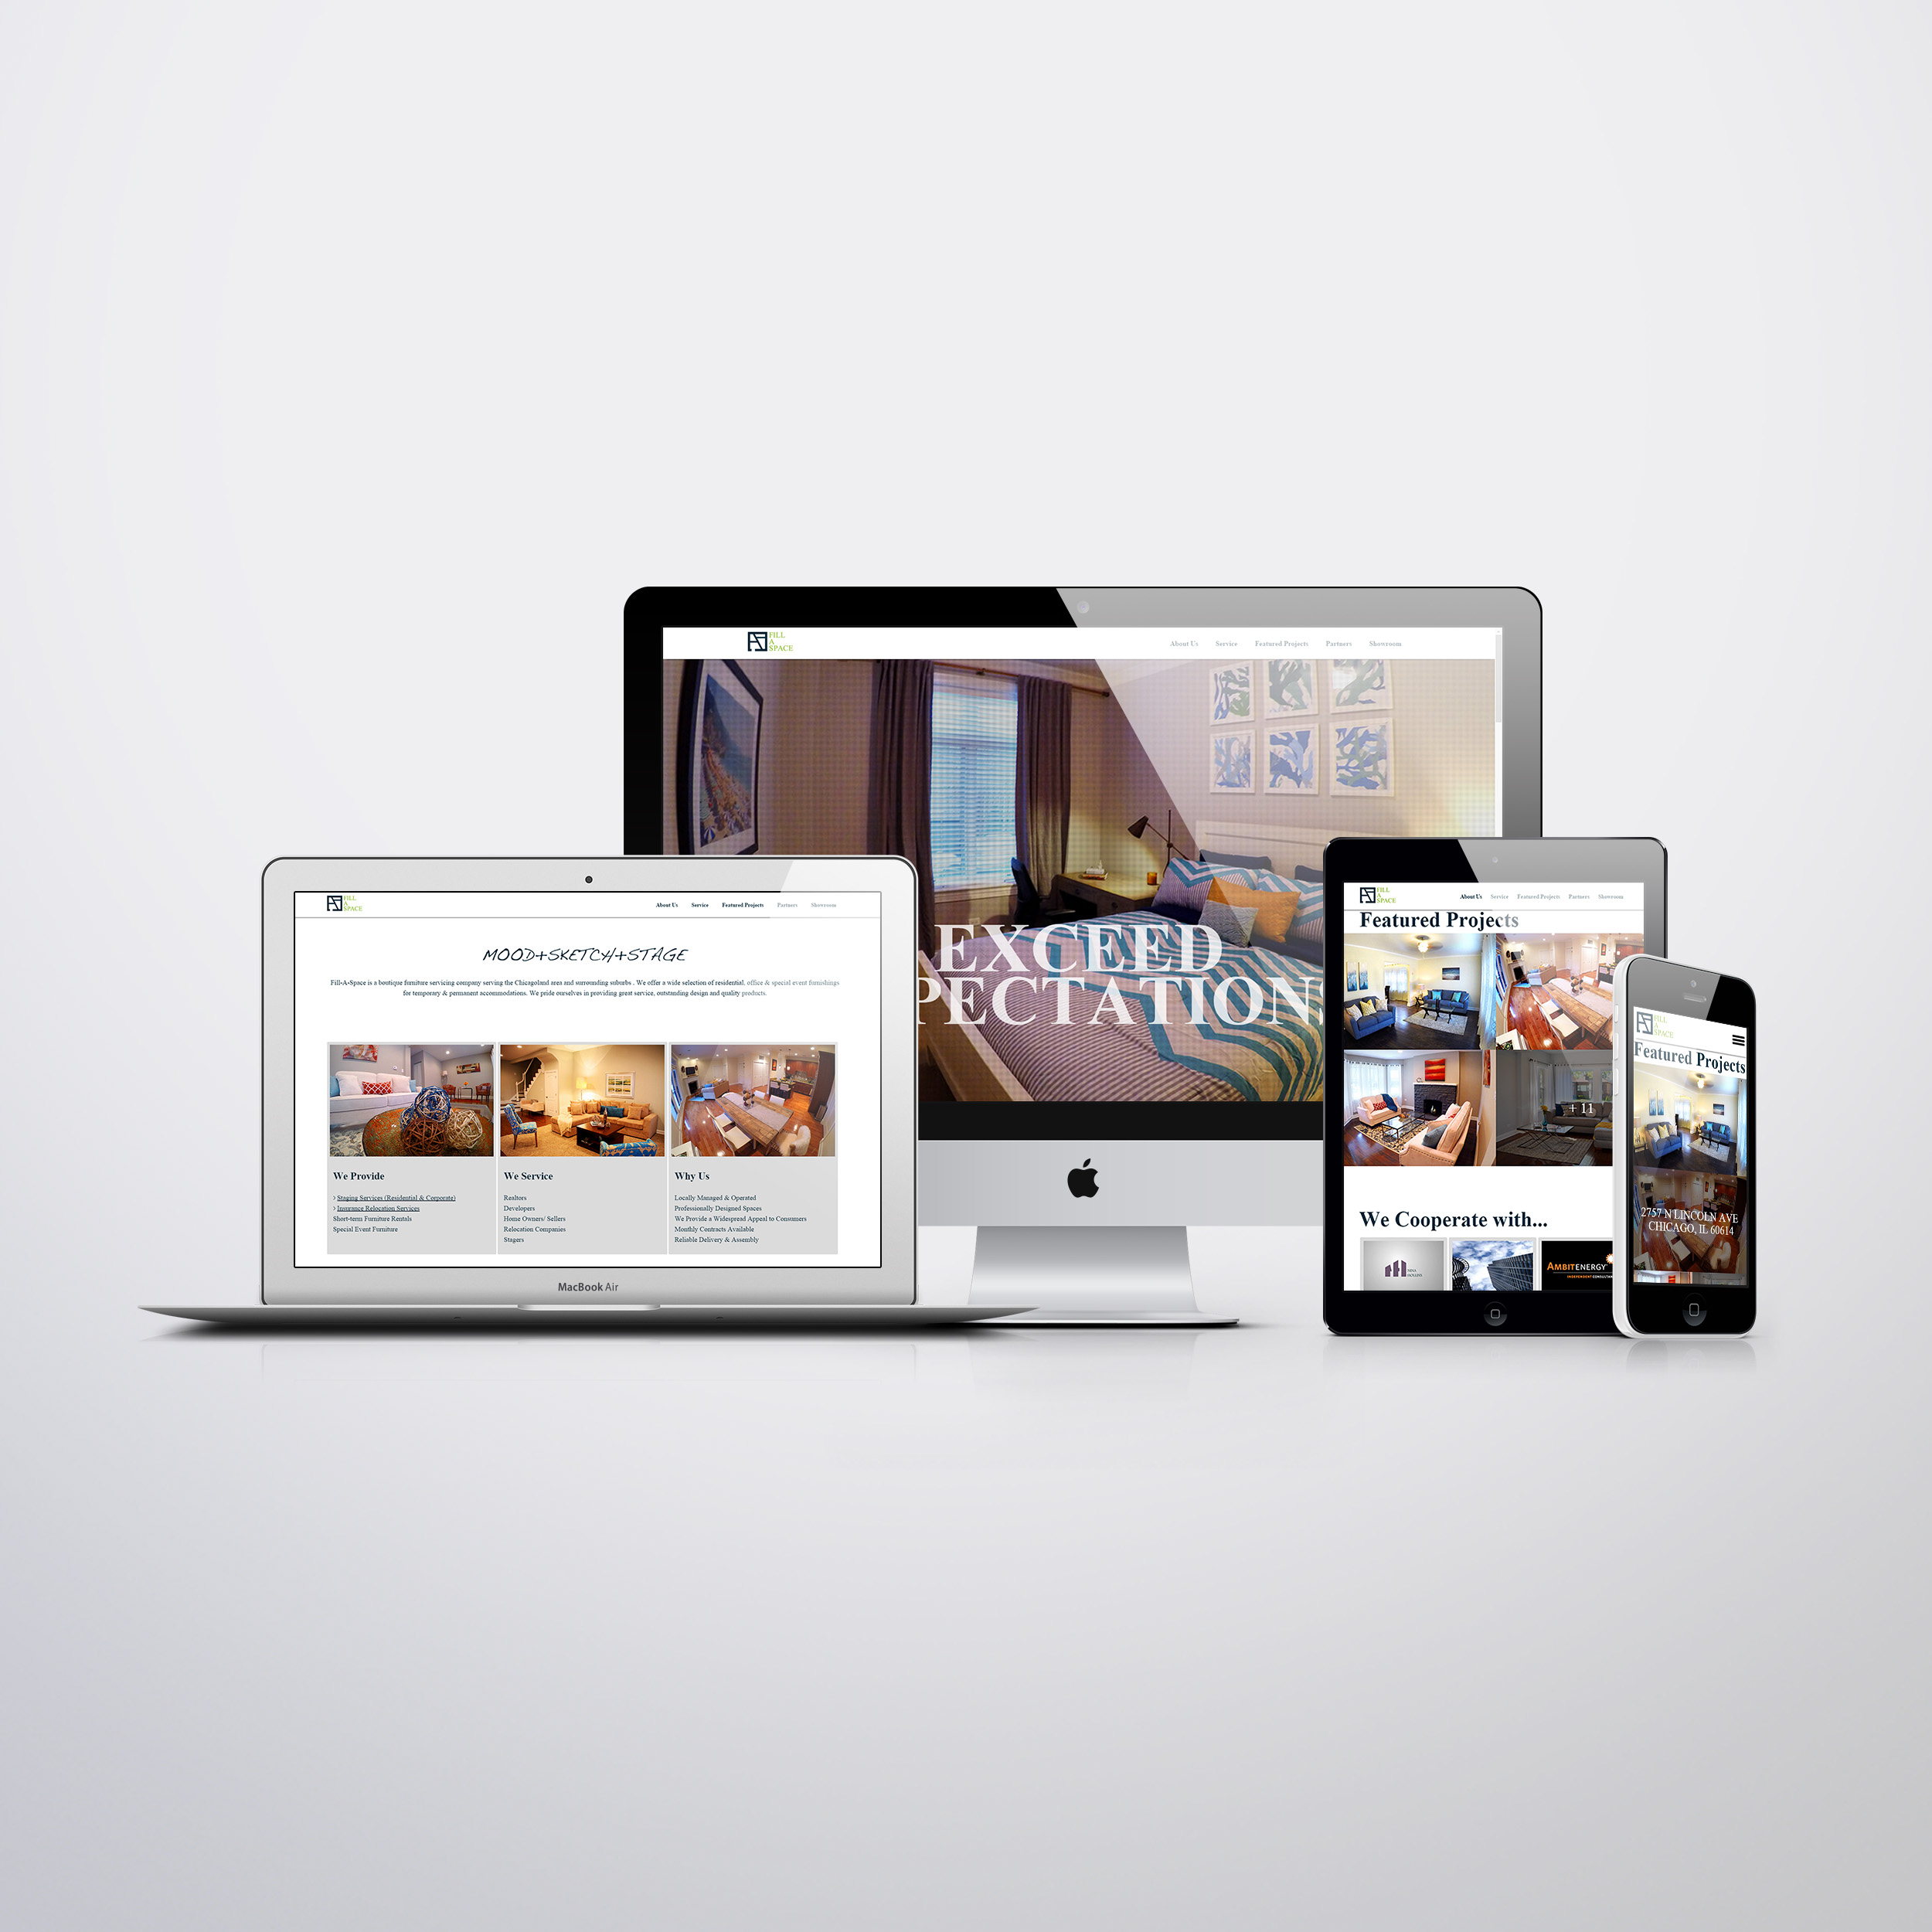 FILL
A
SPACE
About Us Service Featured Projects Partners Showroom
EXCEED
PECTATIONS
FILL
A
SPACE
About Us Service Featured Projects Partners Showroom
MOOD+SKETCH+STAGE
Fill-A-Space is a boutique furniture servicing company serving the Chicagoland area and surrounding suburbs . We offer a wide selection of residential, office & special event furnishings
for temporary & permanent accommodations. We pride ourselves in providing great service, outstanding design and quality products.
We Provide
> Staging Services (Residential & Corporate)
> Insurance Relocation Services
Short-term Furniture Rentals
Special Event Furniture
We Service
Realtors
Developers
Home Owners/ Sellers
Relocation Companies
Stagers
Why Us
Locally Managed & Operated
Professionally Designed Spaces
We Provide a Widespread Appeal to Consumers
Monthly Contracts Available
Reliable Delivery & Assembly
MacBook Air
FILL
A
SPACE
About Us Service Featured Projects Partners Showroom
Featured Projects
+ 11
We Cooperate with...
AMBITENERGY
INDEPENDENT CONSULTAN
FILL
A
SPACE
Featured Projects
2757 N LINCOLN AVE
CHICAGO, IL 60614